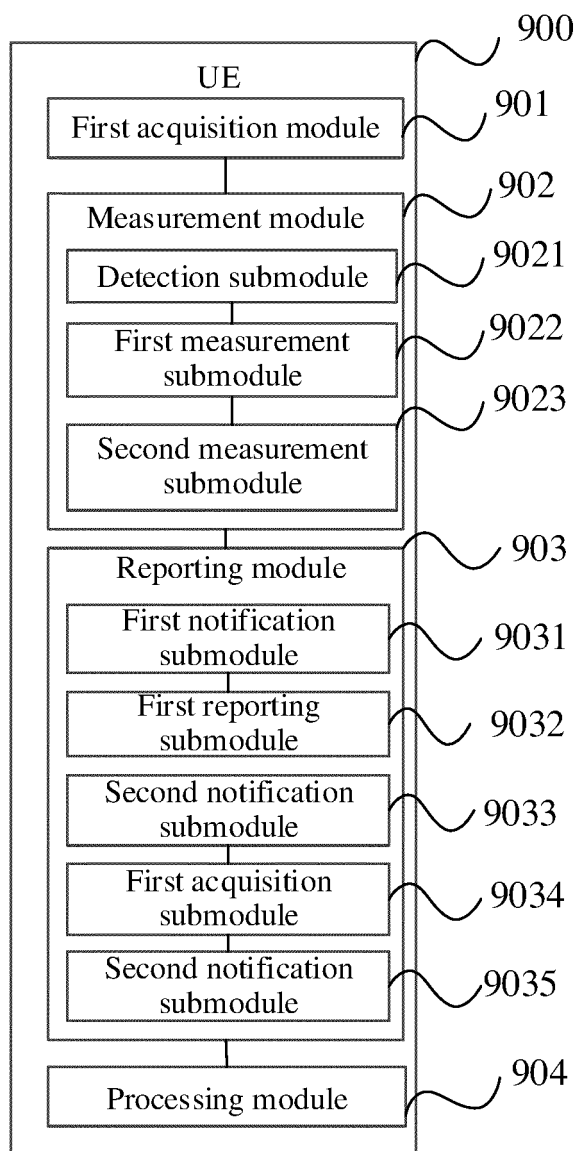 900
UE
First acquisition module
901
Measurement module
902
Detection submodule
9021
First measurement
submodule
9022
Second measurement
submodule
9023
Reporting module
903
First notification
submodule
9031
First reporting
submodule
9032
Second notification
submodule
9033
First acquisition
submodule
9034
Second notification
submodule
9035
Processing module
904